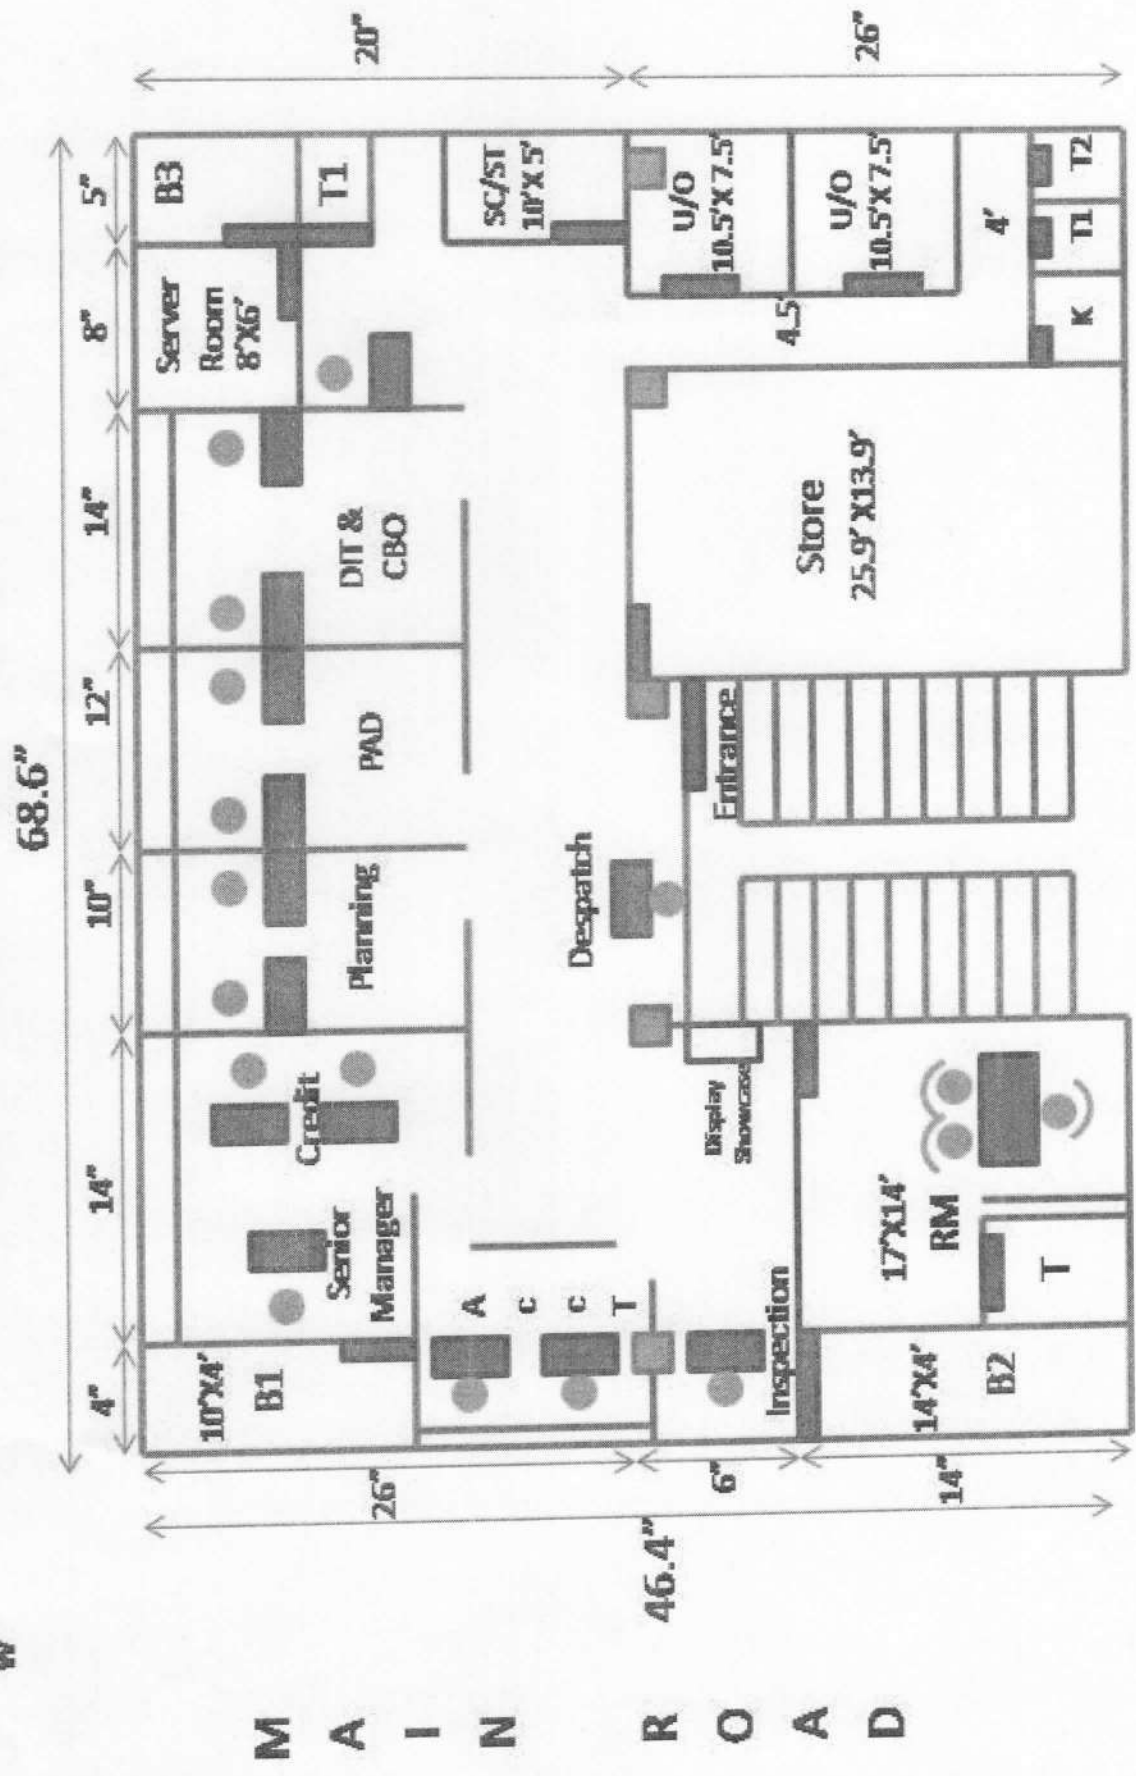 W
68.6”
4”
14”
10”
12”
14”
8”
5”
MAIN
ROAD
46.4”
26”
6”
14”
20”
26”
10’X4’
B1
Senior
Manager
Credit
Planning
PAD
DIT &
CBO
Server
Room
8’X6’
B3
T1
SC/ST
10’X 5’
A
c
c
T
Despatch
Inspection
Display
Showcase
Entrance
U/O
10.5’X 7.5’
U/O
10.5’X 7.5’
4.5’
4’
Store
25.9’ X13.9’
14’X4’
B2
17’X14’
RM
T
K
T1
T2